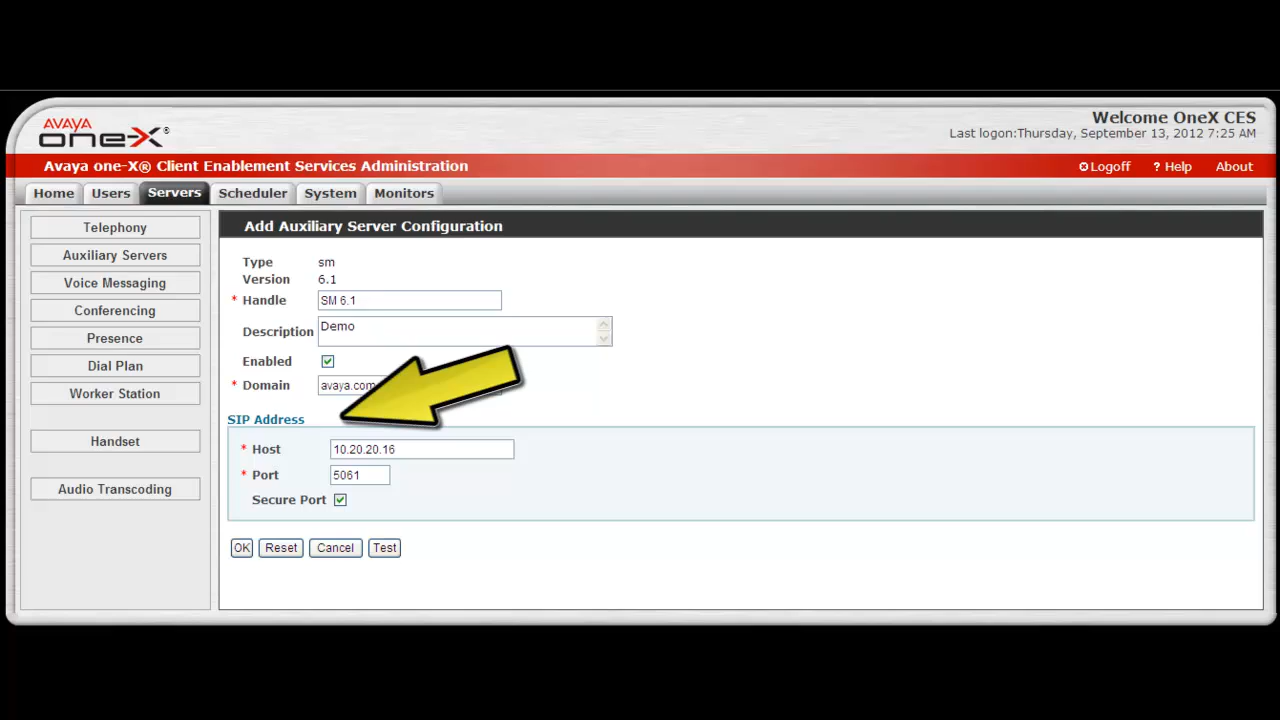 AVAYA
one-X®
Welcome OneX CES
Last logon:Thursday, September 13, 2012 7:25 AM
Avaya one-X® Client Enablement Services Administration
Logoff ? Help About
Home Users Servers Scheduler System Monitors
Telephony
Auxiliary Servers
Voice Messaging
Conferencing
Presence
Dial Plan
Worker Station
Handset
Audio Transcoding
Add Auxiliary Server Configuration
Type sm
Version 6.1
* Handle SM 6.1
Description Demo
Enabled
* Domain avaya.com
SIP Address
* Host 10.20.20.16
* Port 5061
Secure Port
OK Reset Cancel Test